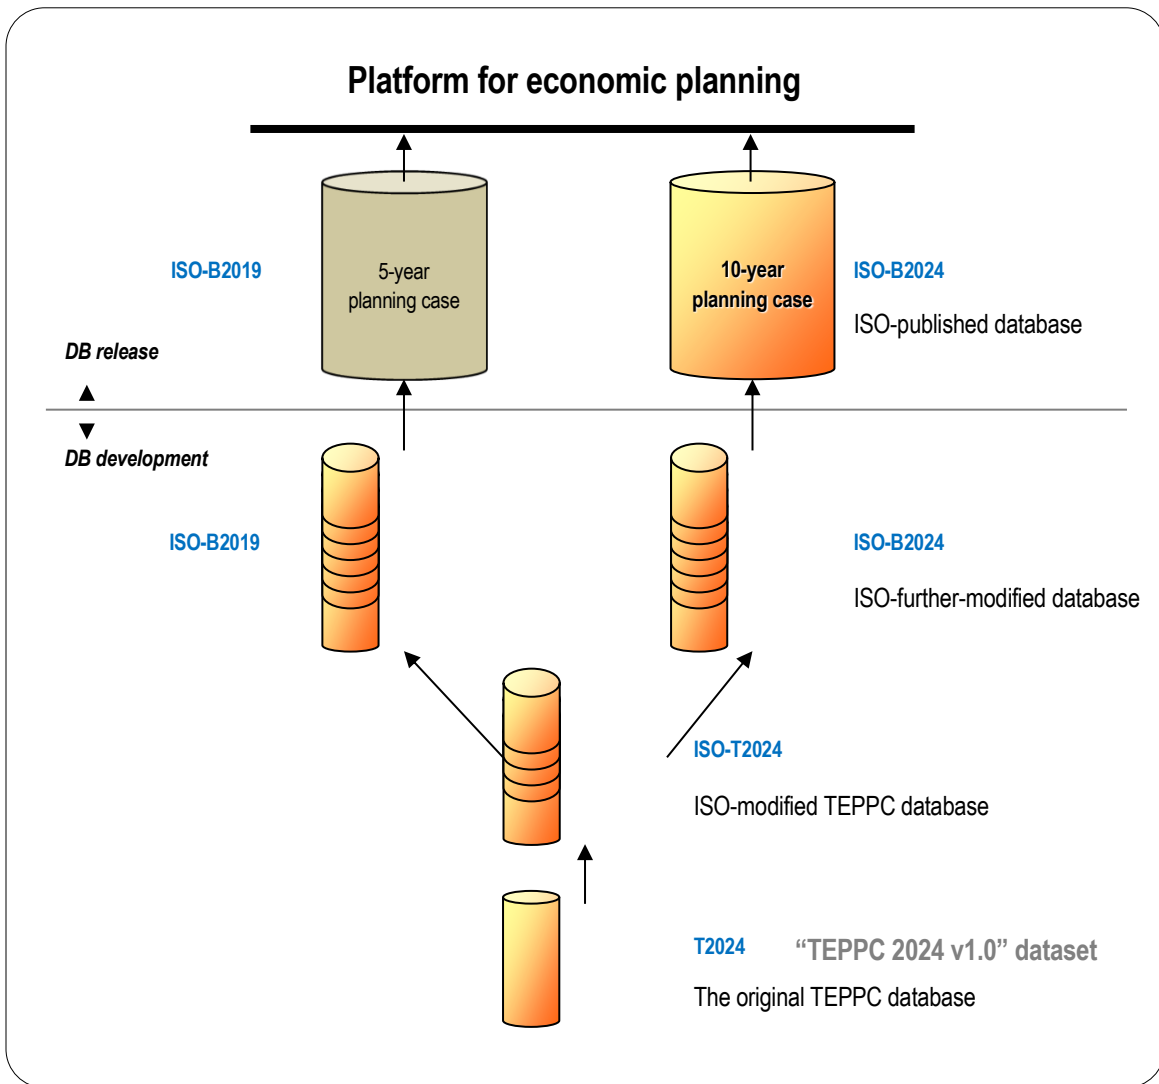 Platform for economic planning
ISO-B2019
5-year
planning case
10-year
planning case
ISO-B2024
ISO-published database
DB release
DB development
ISO-B2019
ISO-B2024
ISO-further-modified database
ISO-T2024
ISO-modified TEPPC database
T2024 “TEPPC 2024 v1.0” dataset
The original TEPPC database